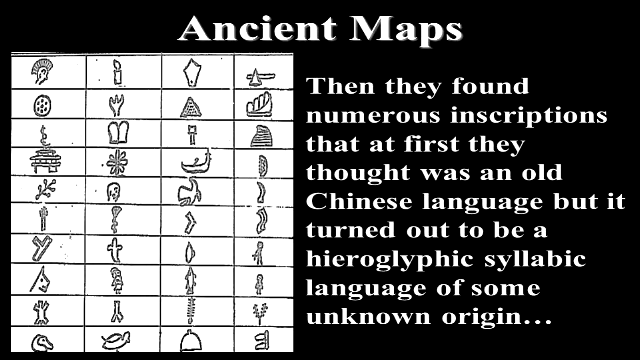 Ancient Maps
Then they found
numerous inscriptions
that at first they
thought was an old
Chinese language but it
turned out to be a
hieroglyphic syllabic
language of some
unknown origin...